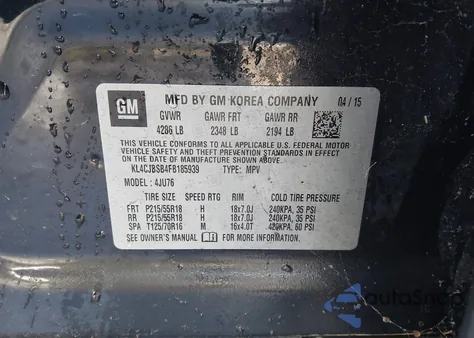 GM
MFD BY GM KOREA COMPANY 04/15
GVWR GAWR FRT GAWR RR
4286 LB 2348 LB 2194 LB
THIS VEHICLE CONFORMS TO ALL APPLICABLE U.S. FEDERAL MOTOR
VEHICLE SAFETY AND THEFT PREVENTION STANDARDS IN EFFECT ON THE
DATE OF MANUFACTURE SHOWN ABOVE.
KL4CJBSB4FB185939 TYPE: MPV
MODEL : 4JU76
TIRE SIZE SPEED RTG RIM COLD TIRE PRESSURE
FRT P215/55R18 H 18x7.0J 240KPA, 35 PSI
RR P215/55R18 H 18x7.0J 240KPA, 35 PSI
SPA T125/70R16 M 16x4.0T 420KPA, 60 PSI
SEE OWNER'S MANUAL FOR MORE INFORMATION.
autoSnap